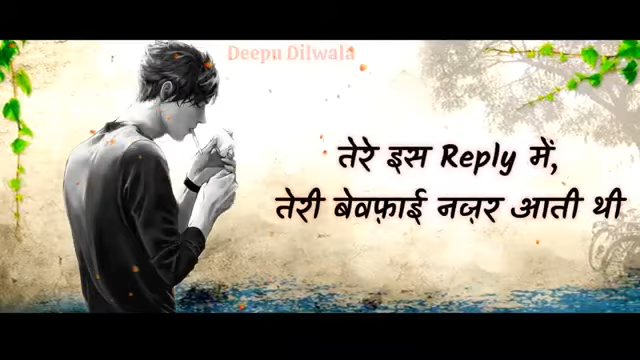 Deepu Dilwala
तेरे इस Reply में,
तेरी बेवफ़ाई नज़र आती थी